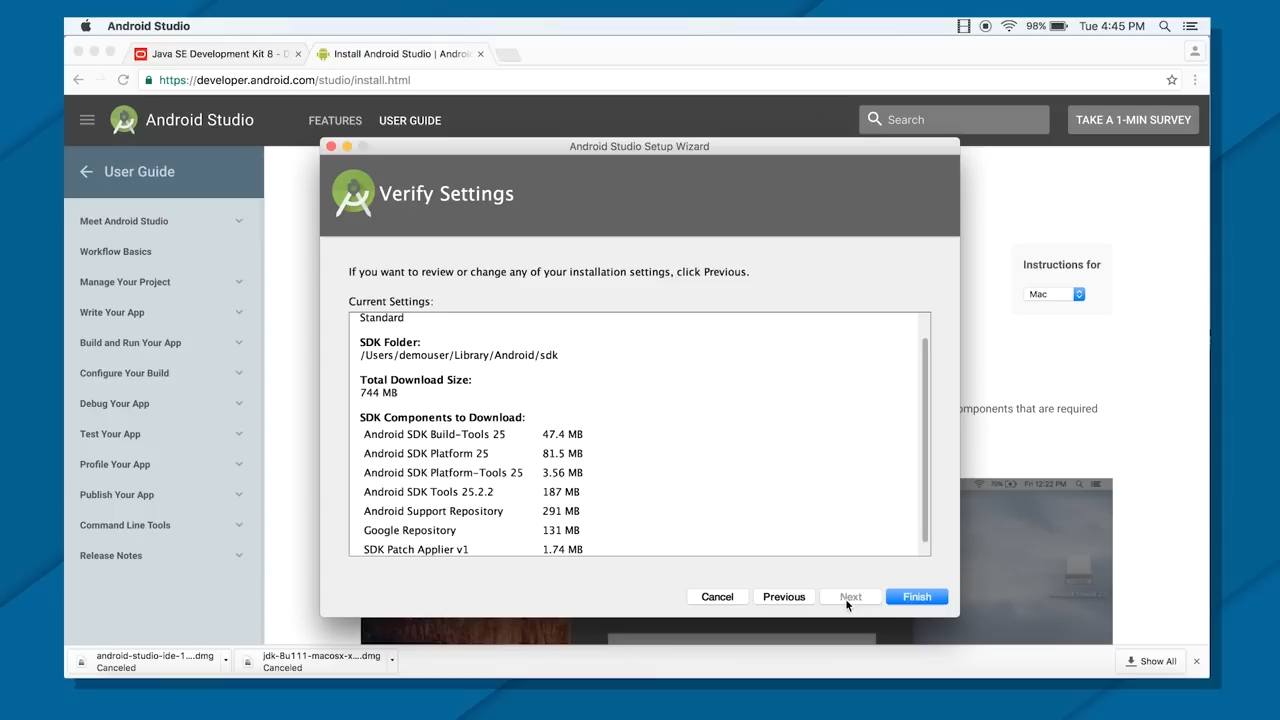 Android Studio
98%
Tue 4:45 PM
Java SE Development Kit 8 - D
Install Android Studio | Andro
https://developer.android.com/studio/install.html
Android Studio
FEATURES
USER GUIDE
Search
TAKE A 1-MIN SURVEY
Android Studio Setup Wizard
User Guide
Verify Settings
Meet Android Studio
Workflow Basics
Manage Your Project
Write Your App
Build and Run Your App
Configure Your Build
Debug Your App
Test Your App
Profile Your App
Publish Your App
Command Line Tools
Release Notes
If you want to review or change any of your installation settings, click Previous.
Current Settings:
Standard
SDK Folder:
/Users/demouser/Library/Android/sdk
Total Download Size:
744 MB
SDK Components to Download:
Android SDK Build-Tools 25 47.4 MB
Android SDK Platform 25 81.5 MB
Android SDK Platform-Tools 25 3.56 MB
Android SDK Tools 25.2.2 187 MB
Android Support Repository 291 MB
Google Repository 131 MB
SDK Patch Applier v1 1.74 MB
Cancel
Previous
Next
Finish
Instructions for
Mac
omponents that are required
70%
Fri 12:22 PM
android-studio-ide-1....dmg
Canceled
jdk-8u111-macosx-x....dmg
Canceled
Show All